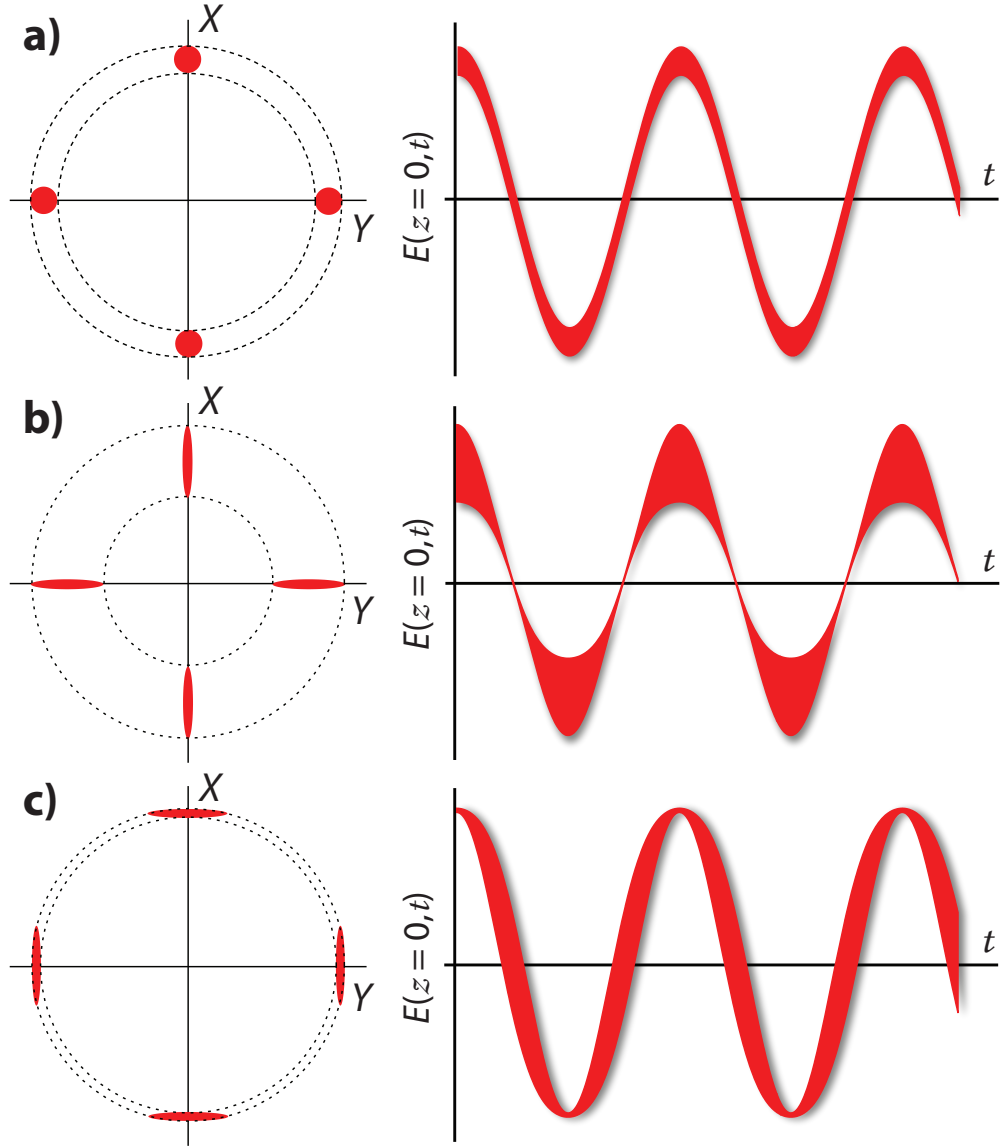 a)
X
Y
E(z = 0,t)
t
b)
X
Y
E(z = 0,t)
t
c)
X
Y
E(z = 0,t)
t